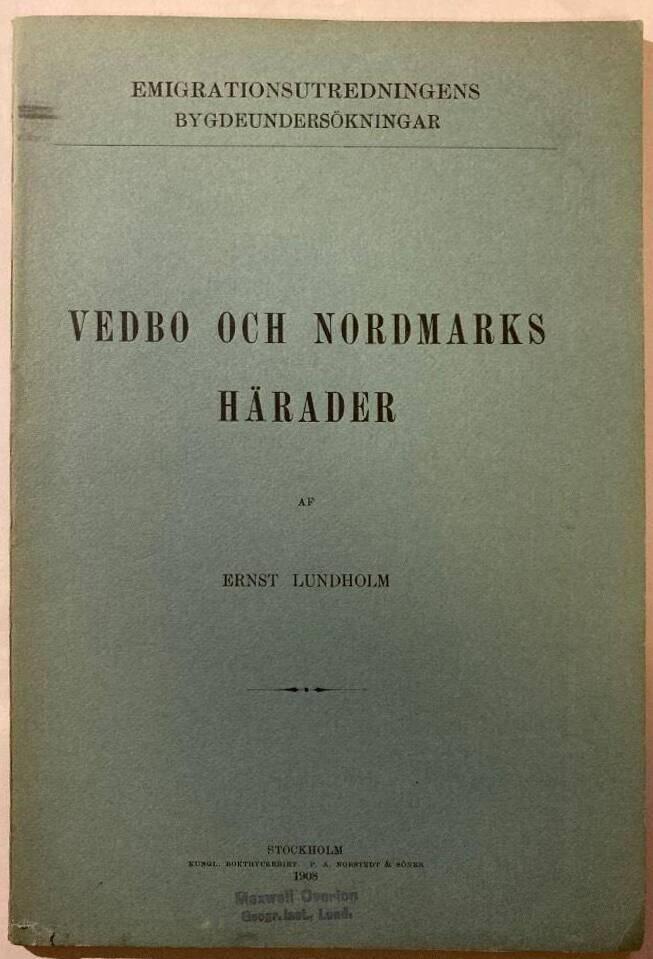 EMIGRATIONSUTREDNINGENS
BYGDEUNDERSÖKNINGAR
VEDBO OCH NORDMARKS
HÄRADER
AF
ERNST LUNDHOLM
STOCKHOLM
KUNGL. BOKTRYCKERIET. P. A. NORSTEDT & SÖNER
1908
Maxwell Overton
Geogr. Inst., Lund.